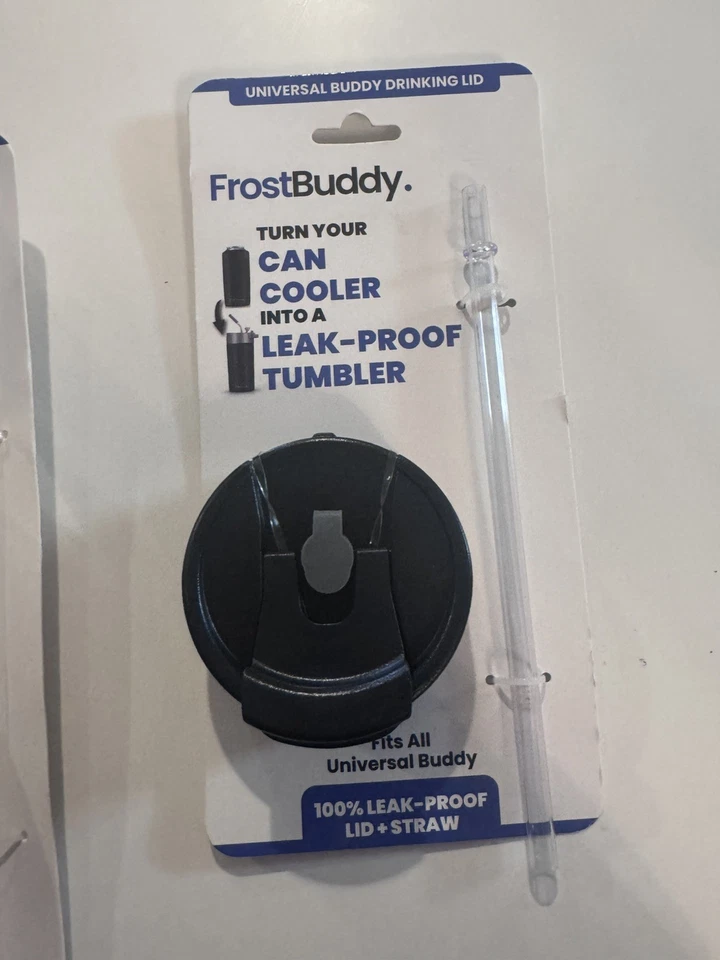 UNIVERSAL BUDDY DRINKING LID
FrostBuddy.
TURN YOUR
CAN
COOLER
INTO A
LEAK-PROOF
TUMBLER
Fits All
Universal Buddy
100% LEAK-PROOF
LID + STRAW